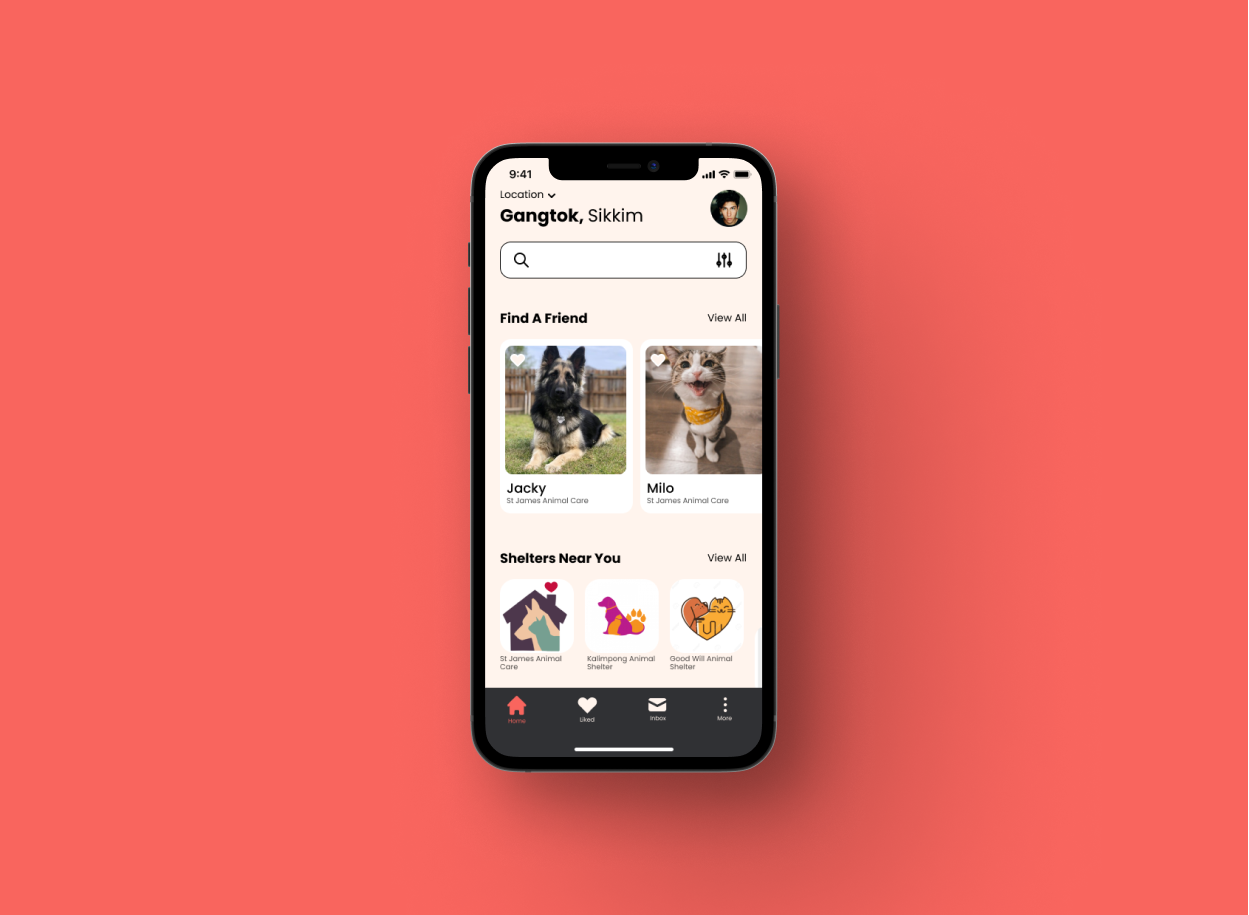 9:41
Location
Gangtok, Sikkim
Find A Friend
View All
Jacky
St James Animal Care
Milo
St James Animal Care
Shelters Near You
View All
St James Animal
Care
Kalimpong Animal
Shelter
Good Will Animal
Shelter
Home
Liked
Inbox
More